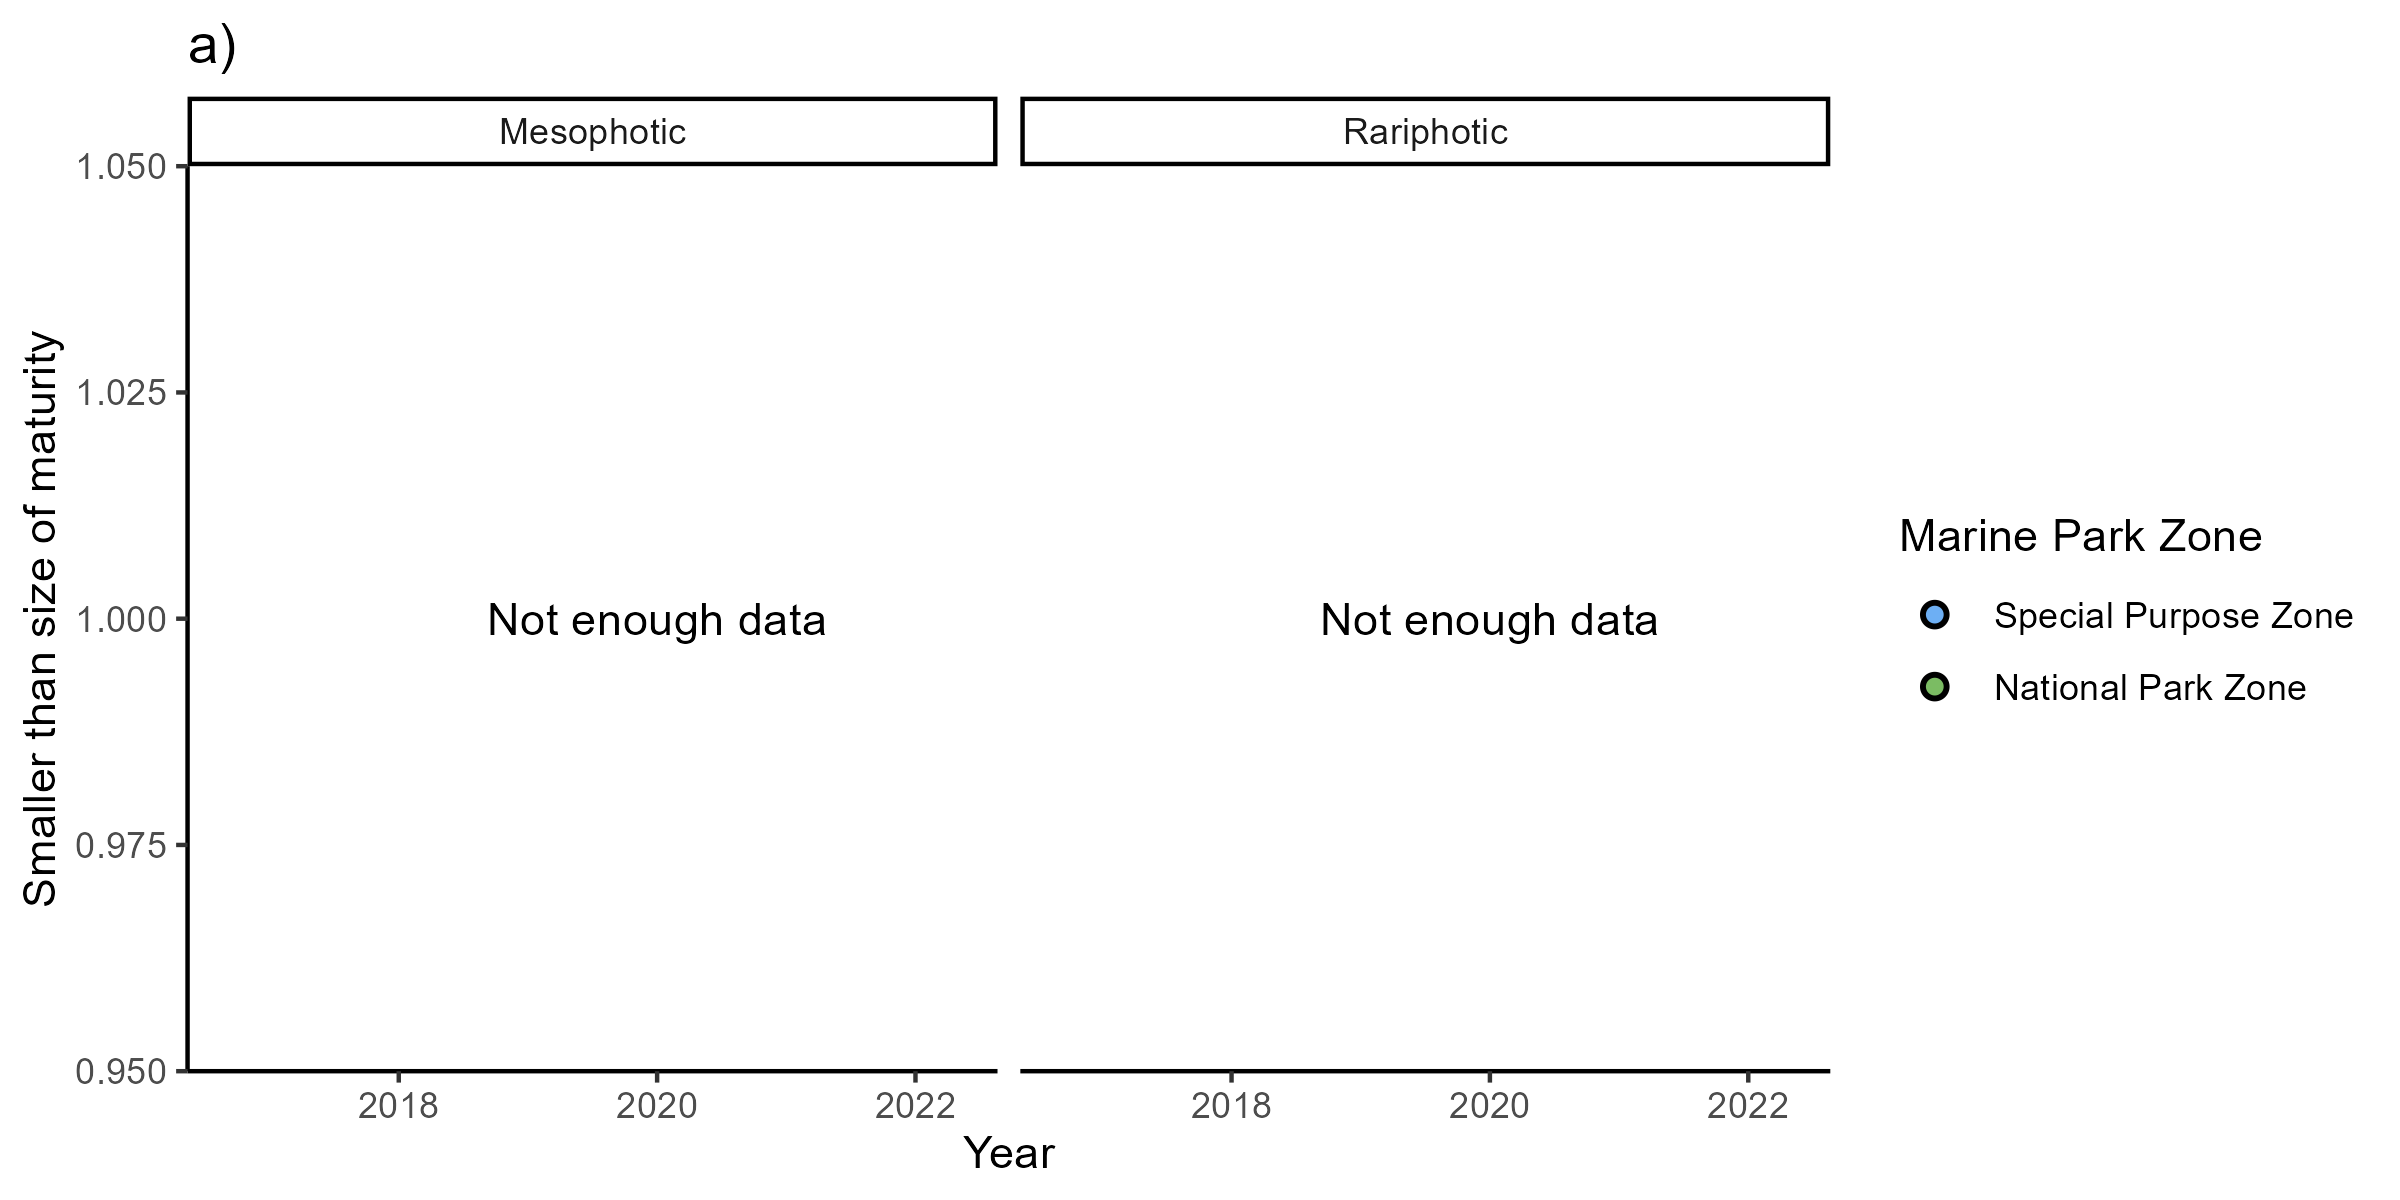 a)
Mesophotic
Rariphotic
Smaller than size of maturity
1.050
1.025
1.000
0.975
0.950
Not enough data
Not enough data
2018
2020
2022
2018
2020
2022
Year
Marine Park Zone
Special Purpose Zone
National Park Zone